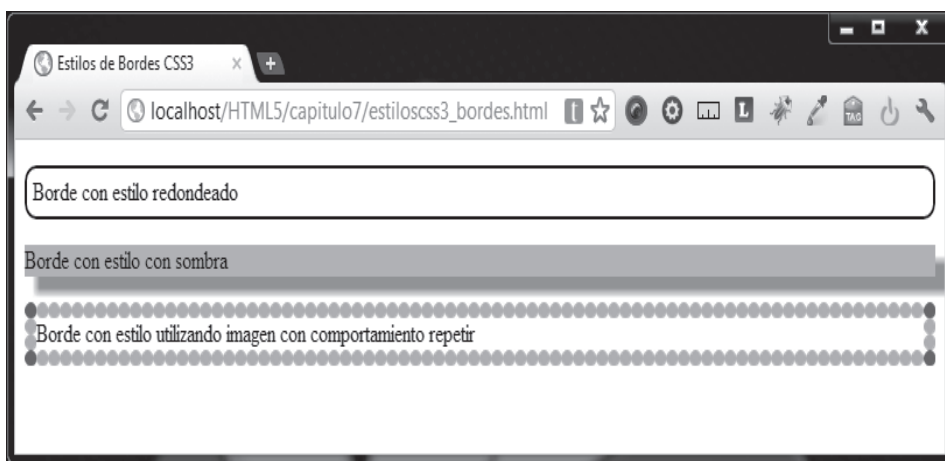 Estilos de Bordes CSS3
localhost/HTML5/capitulo7/estiloscss3_bordes.html
L
TAG
Borde con estilo redondeado
Borde con estilo con sombra
Borde con estilo utilizando imagen con comportamiento repetir